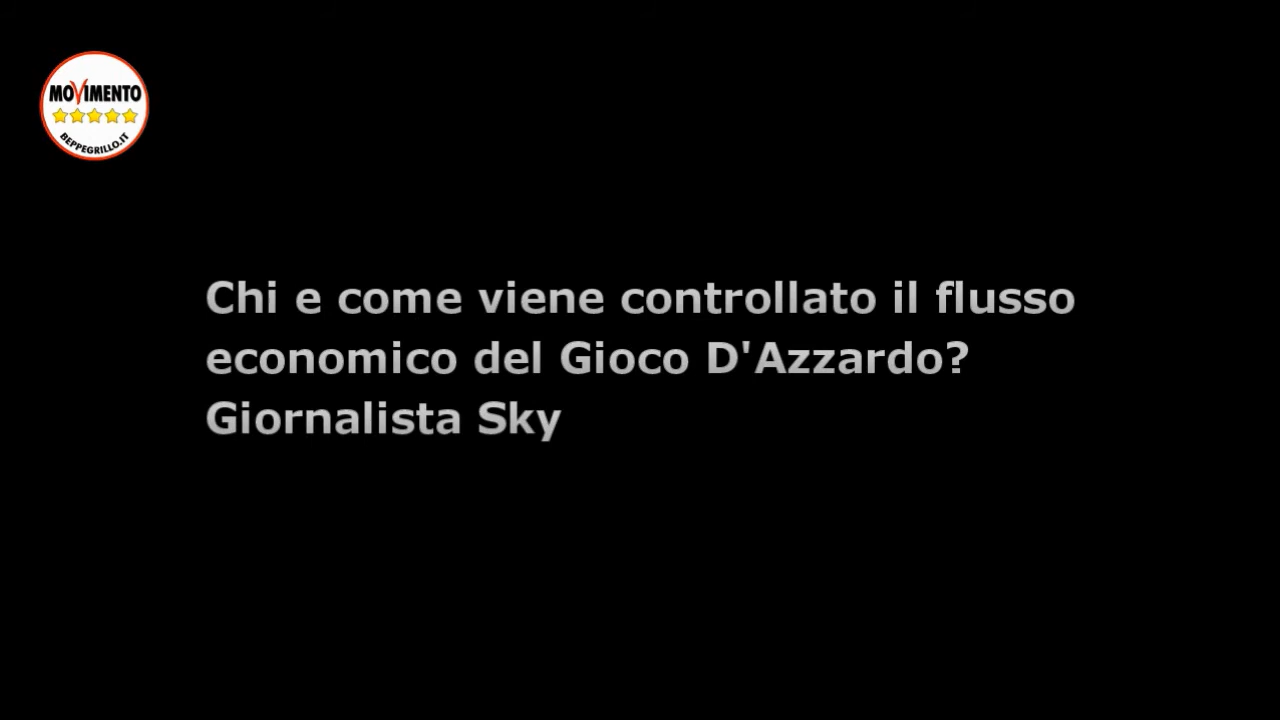 MOVIMENTO
BEPPEGRILLO.IT
Chi e come viene controllato il flusso
economico del Gioco D'Azzardo?
Giornalista Sky